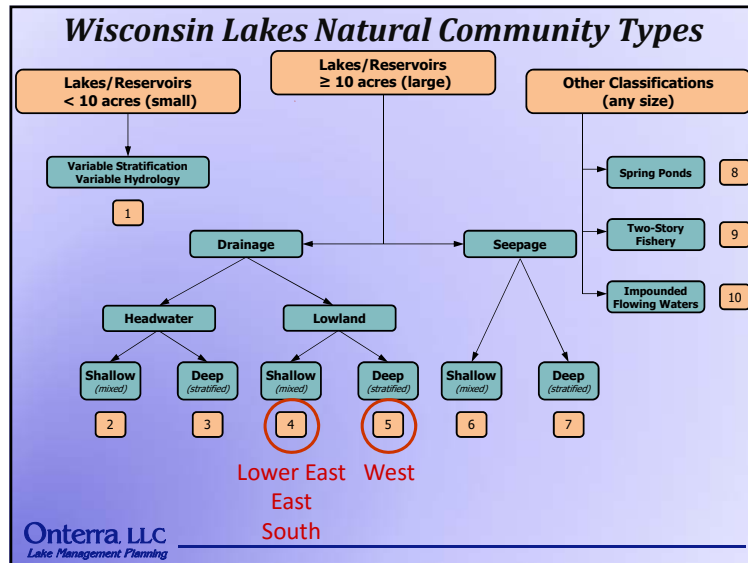 Wisconsin Lakes Natural Community Types
Lakes/Reservoirs
< 10 acres (small)
Lakes/Reservoirs
≥ 10 acres (large)
Other Classifications
(any size)
Variable Stratification
Variable Hydrology
1
Spring Ponds
8
Two-Story
Fishery
9
Impounded
Flowing Waters
10
Drainage
Seepage
Headwater
Lowland
Shallow
(mixed)
Deep
(stratified)
Shallow
(mixed)
Deep
(stratified)
Shallow
(mixed)
Deep
(stratified)
2
3
4
5
6
7
Lower East
East
South
West
Onterra, LLC
Lake Management Planning